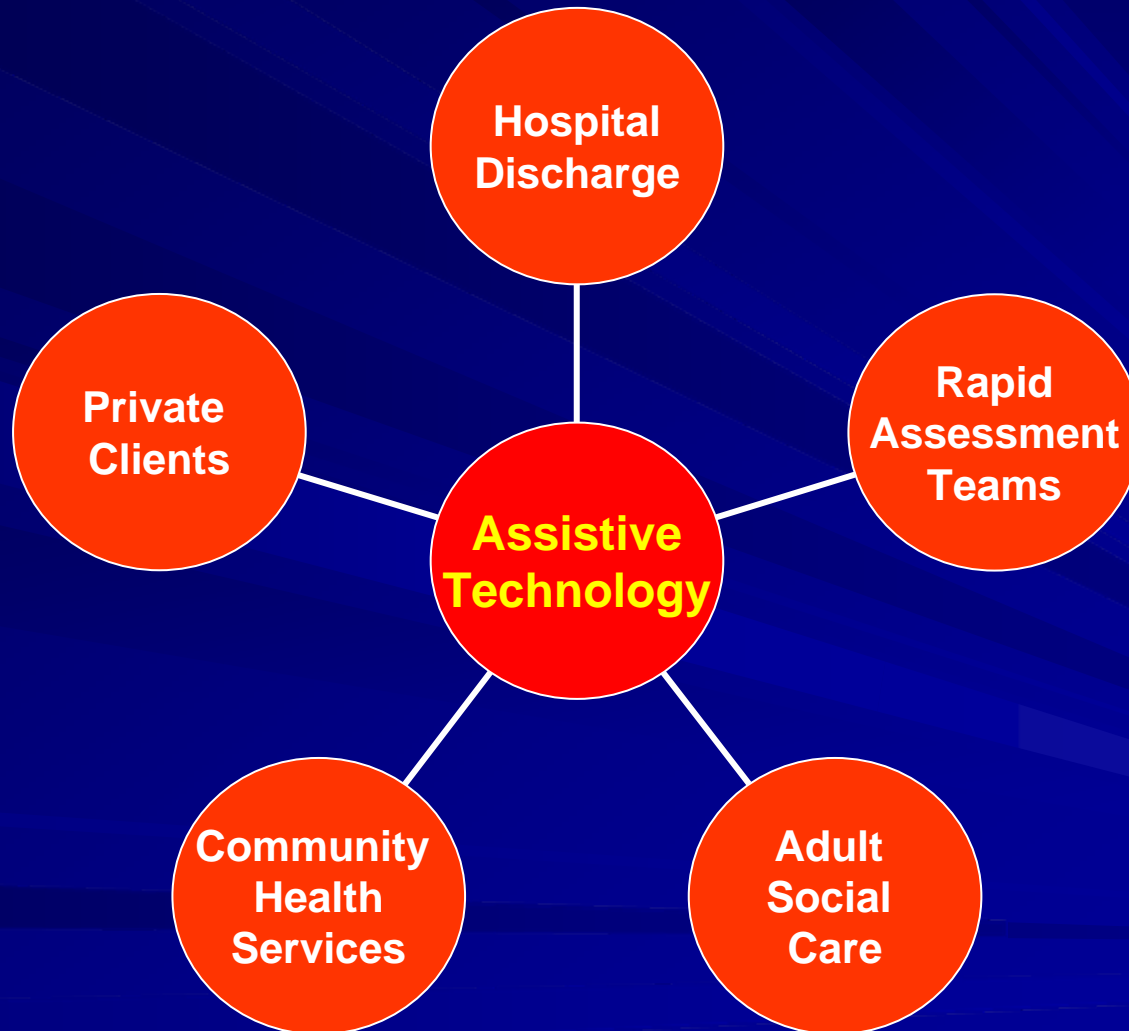 Hospital
Discharge
Private
Clients
Rapid
Assessment
Teams
Assistive
Technology
Community
Health
Services
Adult
Social
Care